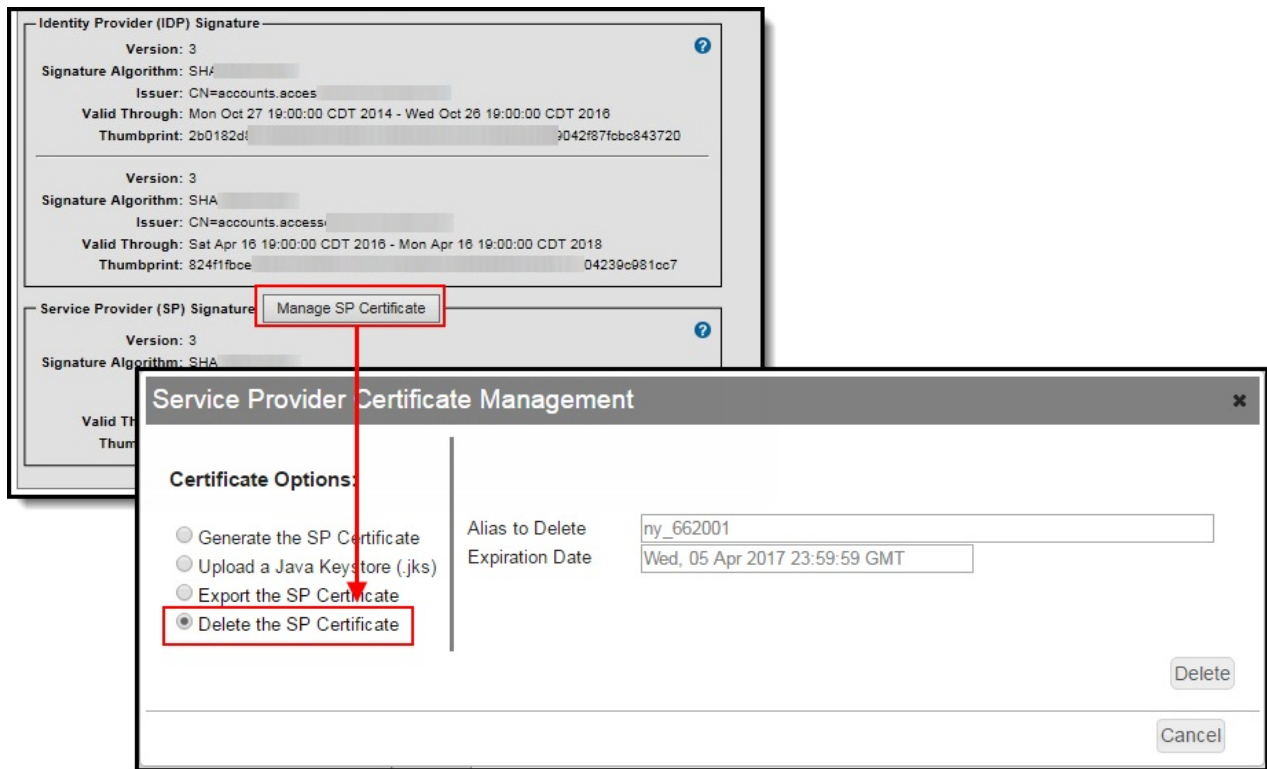 Identity Provider (IDP) Signature
Version: 3
Signature Algorithm: SHA
Issuer: CN=accounts.acces
Valid Through: Mon Oct 27 19:00:00 CDT 2014 - Wed Oct 26 19:00:00 CDT 2016
Thumbprint: 2b0182d 9042f87fcbc843720
Version: 3
Signature Algorithm: SHA
Issuer: CN=accounts.access
Valid Through: Sat Apr 16 19:00:00 CDT 2016 - Mon Apr 16 19:00:00 CDT 2018
Thumbprint: 824f1fbce 04239c981cc7
Service Provider (SP) Signature Manage SP Certificate
Version: 3
Signature Algorithm: SHA
Valid Th
Thum
Service Provider Certificate Management
Certificate Options:
Generate the SP Certificate
Upload a Java Keystore (.jks)
Export the SP Certificate
Delete the SP Certificate
Alias to Delete ny_662001
Expiration Date Wed, 05 Apr 2017 23:59:59 GMT
Delete
Cancel